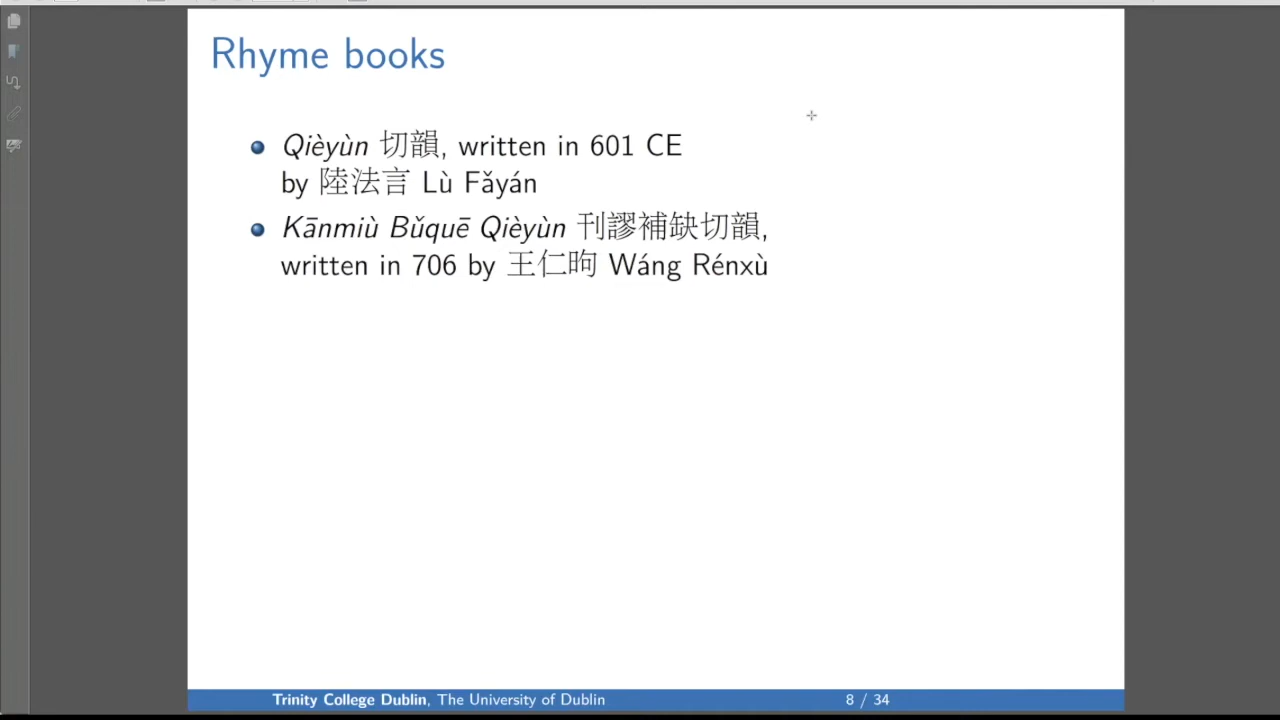 Rhyme books
Qièyùn 切韻, written in 601 CE
by 陸法言 Lù Fǎyán
Kānmiù Bǔquē Qièyùn 刊謬補缺切韻,
written in 706 by 王仁昫 Wáng Rénxù
Trinity College Dublin, The University of Dublin
8 / 34